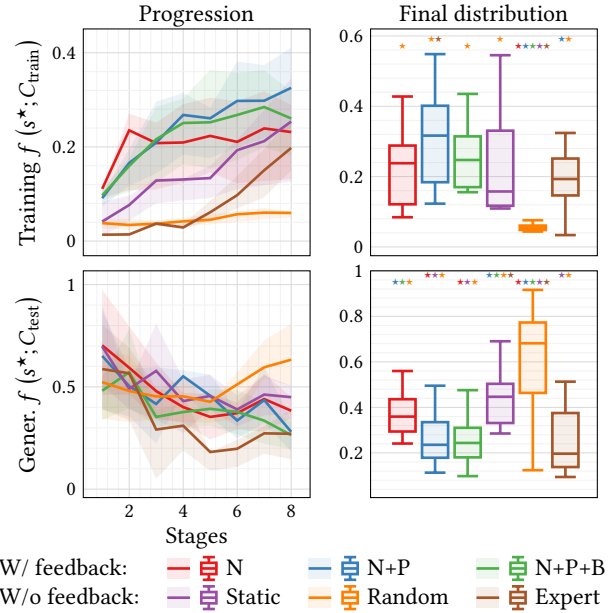 Progression
Final distribution
Training f (s★; C_train)
0.4
0.2
0
0.6
0.4
0.2
0
Gener. f (s★; C_test)
1
0.5
0
1
0.8
0.6
0.4
0.2
2 4 6 8
Stages
W/ feedback: N N+P N+P+B
W/o feedback: Static Random Expert